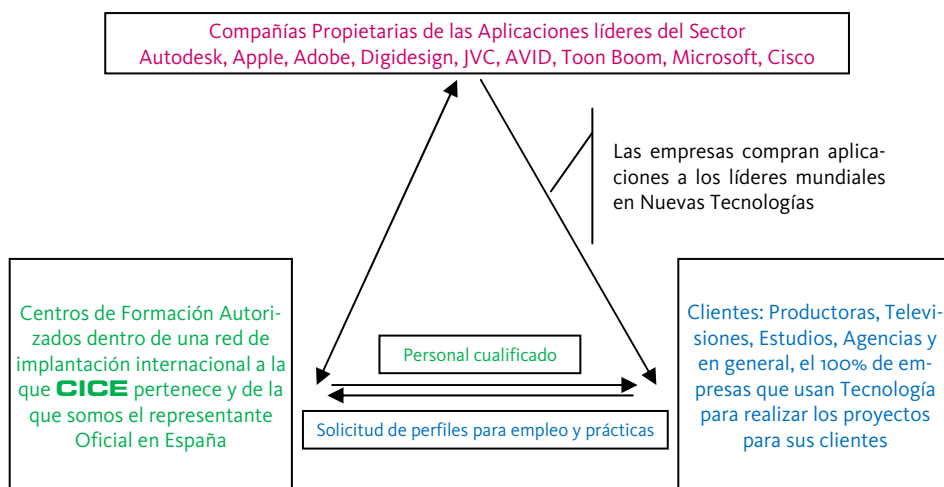 Compañías Propietarias de las Aplicaciones líderes del Sector
Autodesk, Apple, Adobe, Digidesign, JVC, AVID, Toon Boom, Microsoft, Cisco
Las empresas compran aplica-
ciones a los líderes mundiales
en Nuevas Tecnologías
Centros de Formación Autori-
zados dentro de una red de
implantación internacional a la
que CICE pertenece y de la
que somos el representante
Oficial en España
Personal cualificado
Solicitud de perfiles para empleo y prácticas
Clientes: Productoras, Televi-
siones, Estudios, Agencias y
en general, el 100% de em-
presas que usan Tecnología
para realizar los proyectos
para sus clientes